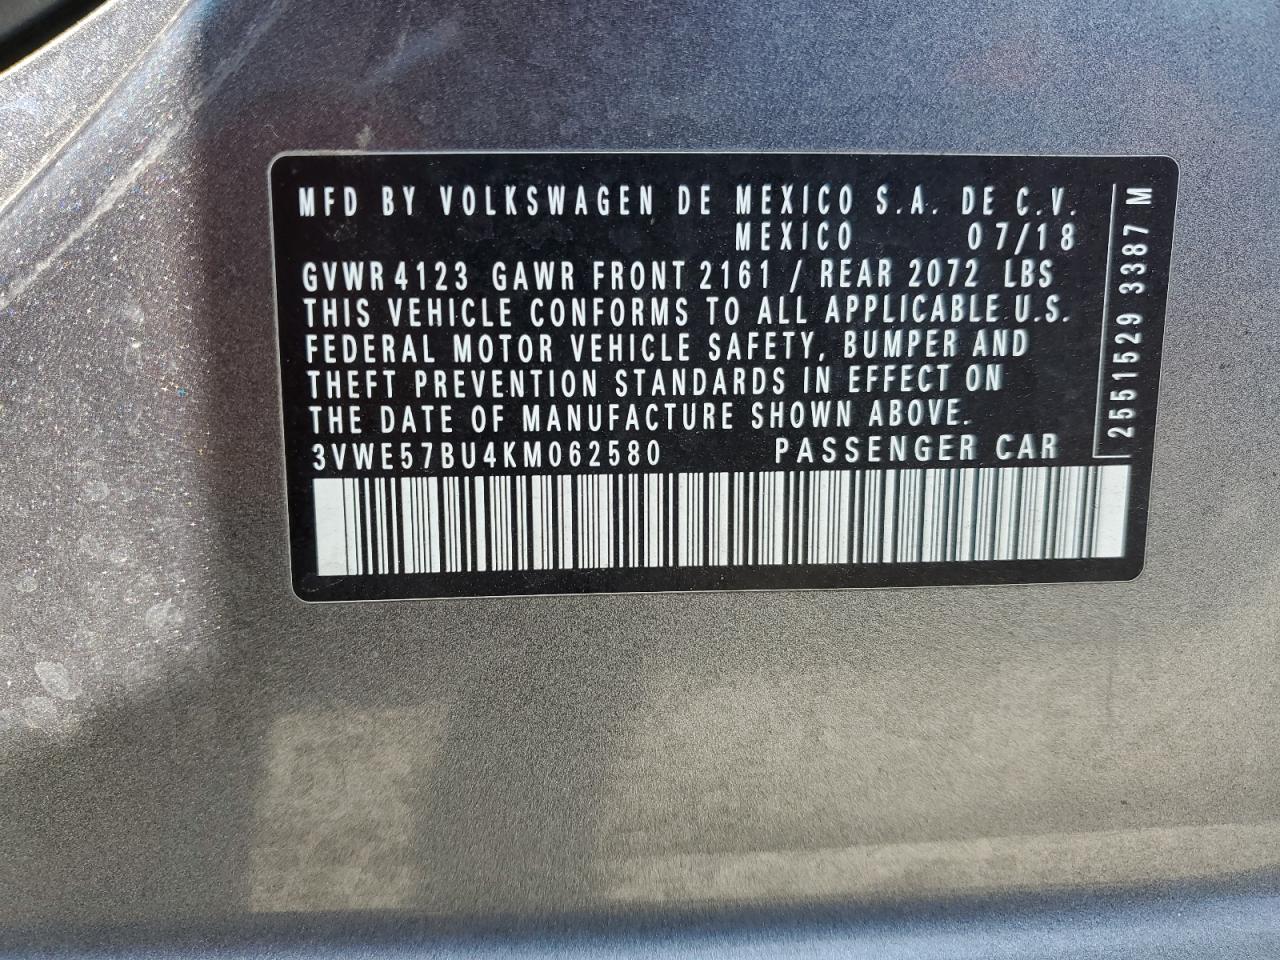 MFD BY VOLKSWAGEN DE MEXICO S.A. DE C.V.
MEXICO 07/18
GVWR 4123 GAWR FRONT 2161 / REAR 2072 LBS
THIS VEHICLE CONFORMS TO ALL APPLICABLE U.S.
FEDERAL MOTOR VEHICLE SAFETY, BUMPER AND
THEFT PREVENTION STANDARDS IN EFFECT ON
THE DATE OF MANUFACTURE SHOWN ABOVE.
3VWE57BU4KM062580 PASSENGER CAR
2551529 3387 M